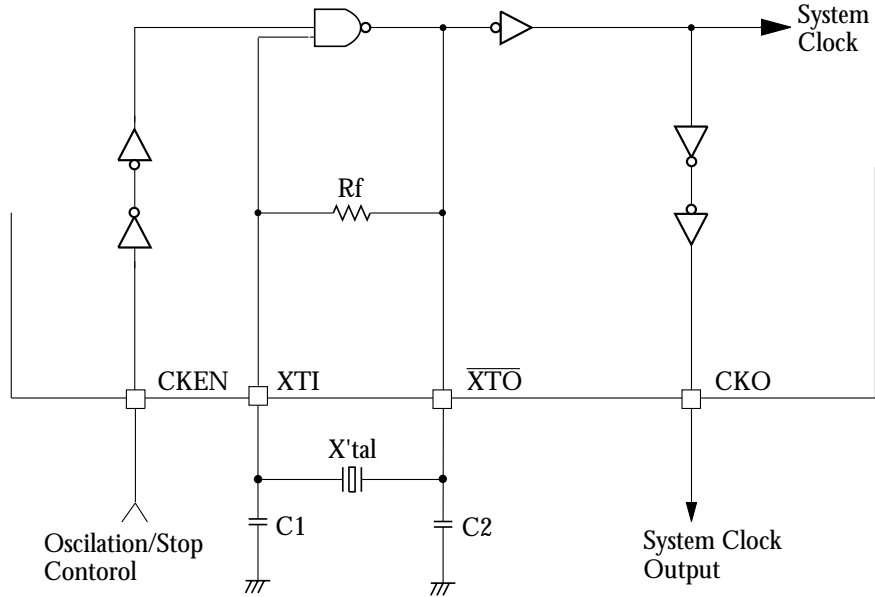 System
Clock
Rf
CKEN
XTI
XTO
CKO
X'tal
C1
C2
Oscilation/Stop
Contorol
System Clock
Output